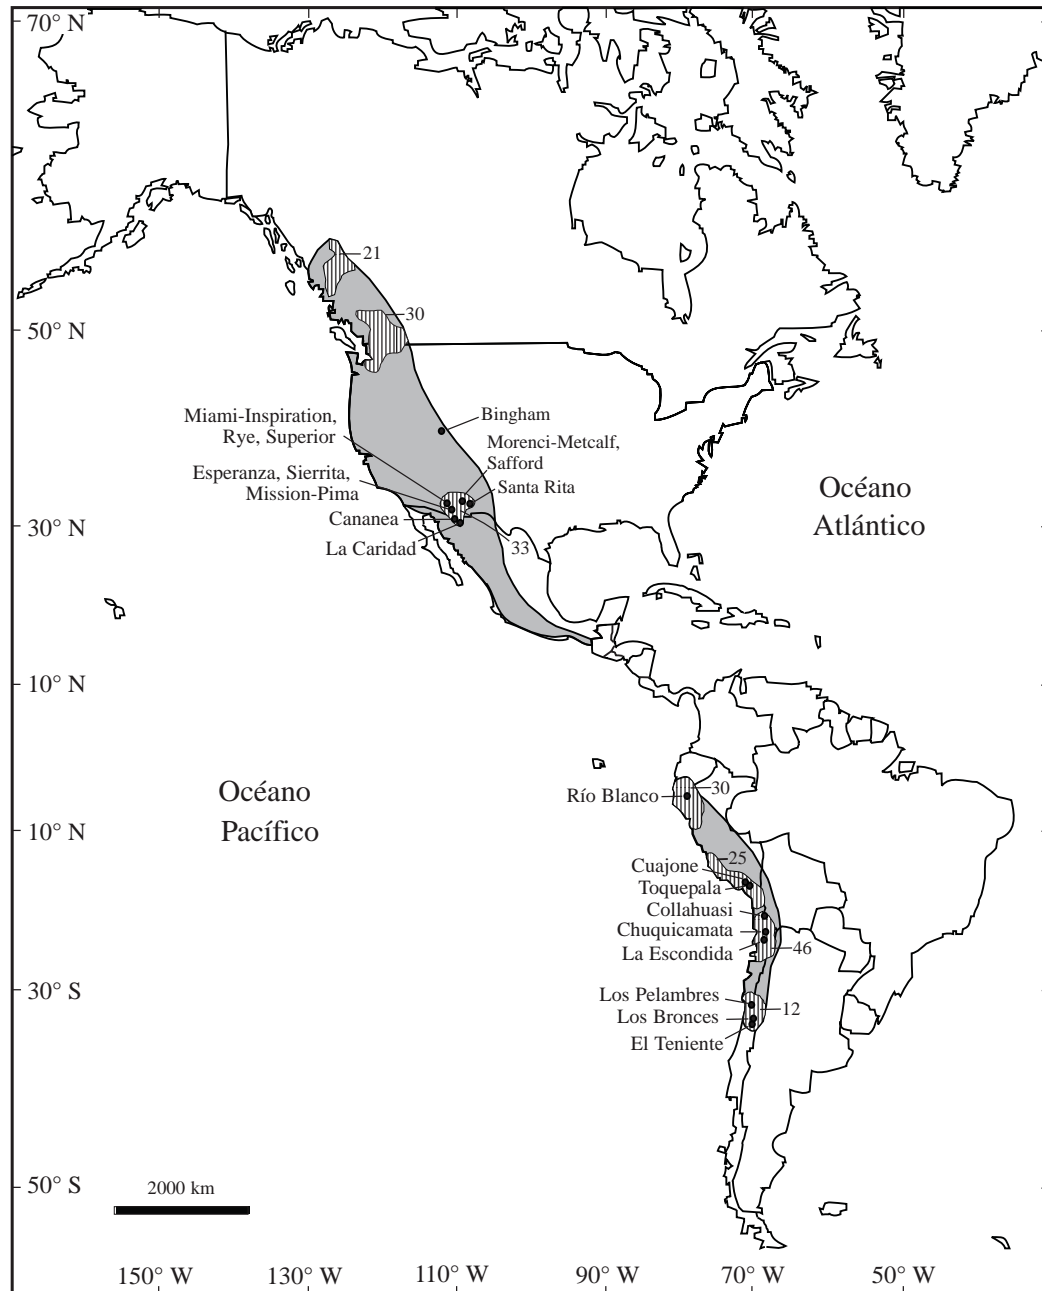 70° N
21
30
50° N
Miami-Inspiration,
Rye, Superior
Bingham
Morenci-Metcalf,
Safford
Esperanza, Sierrita,
Mission-Pima
Santa Rita
Cananea
La Caridad
33
30° N
Océano
Atlántico
10° N
Océano
Pacífico
Río Blanco
30
10° N
25
Cuajone
Toquepala
Collahuasi
Chuquicamata
La Escondida
46
30° S
Los Pelambres
Los Bronces
12
El Teniente
50° S
2000 km
150° W
130° W
110° W
90° W
70° W
50° W